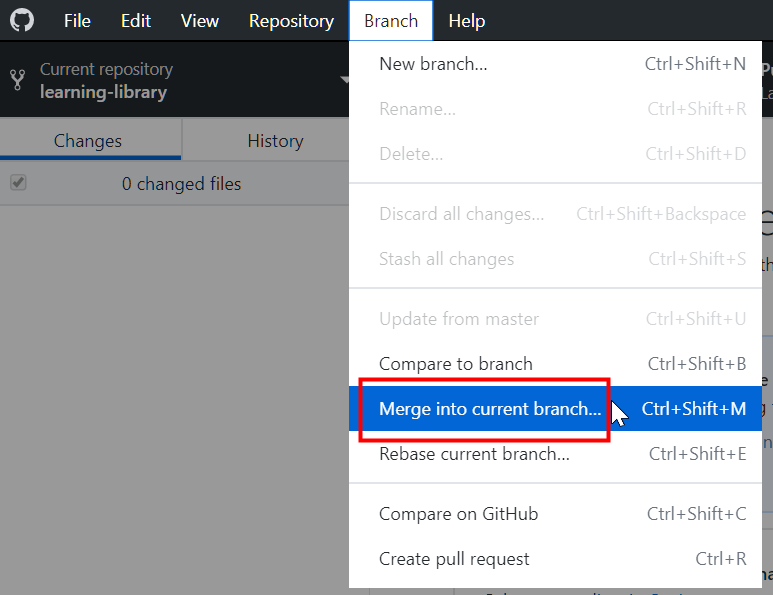 File Edit View Repository Branch Help
Current repository
learning-library
Changes History
0 changed files
New branch... Ctrl+Shift+N
Rename... Ctrl+Shift+R
Delete... Ctrl+Shift+D
Discard all changes... Ctrl+Shift+Backspace
Stash all changes Ctrl+Shift+S
Update from master Ctrl+Shift+U
Compare to branch Ctrl+Shift+B
Merge into current branch... Ctrl+Shift+M
Rebase current branch... Ctrl+Shift+E
Compare on GitHub Ctrl+Shift+C
Create pull request Ctrl+R